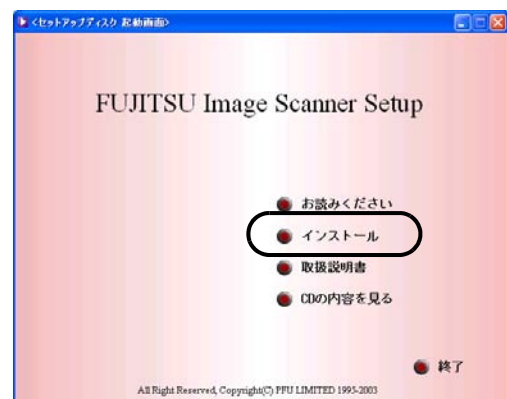 <セットアップディスク 起動画面>
FUJITSU Image Scanner Setup
お読みください
インストール
取扱説明書
CDの内容を見る
終了
All Right Reserved, Copyright(C) PFU LIMITED 1995-2003